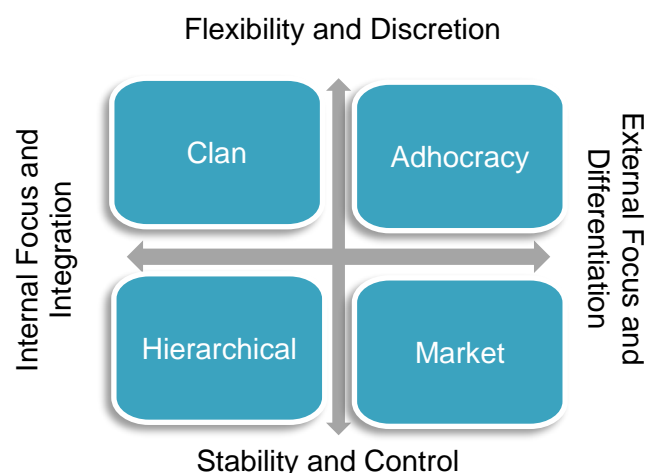 Flexibility and Discretion
Clan
Adhocracy
Internal Focus and
Integration
External Focus and
Differentiation
Hierarchical
Market
Stability and Control